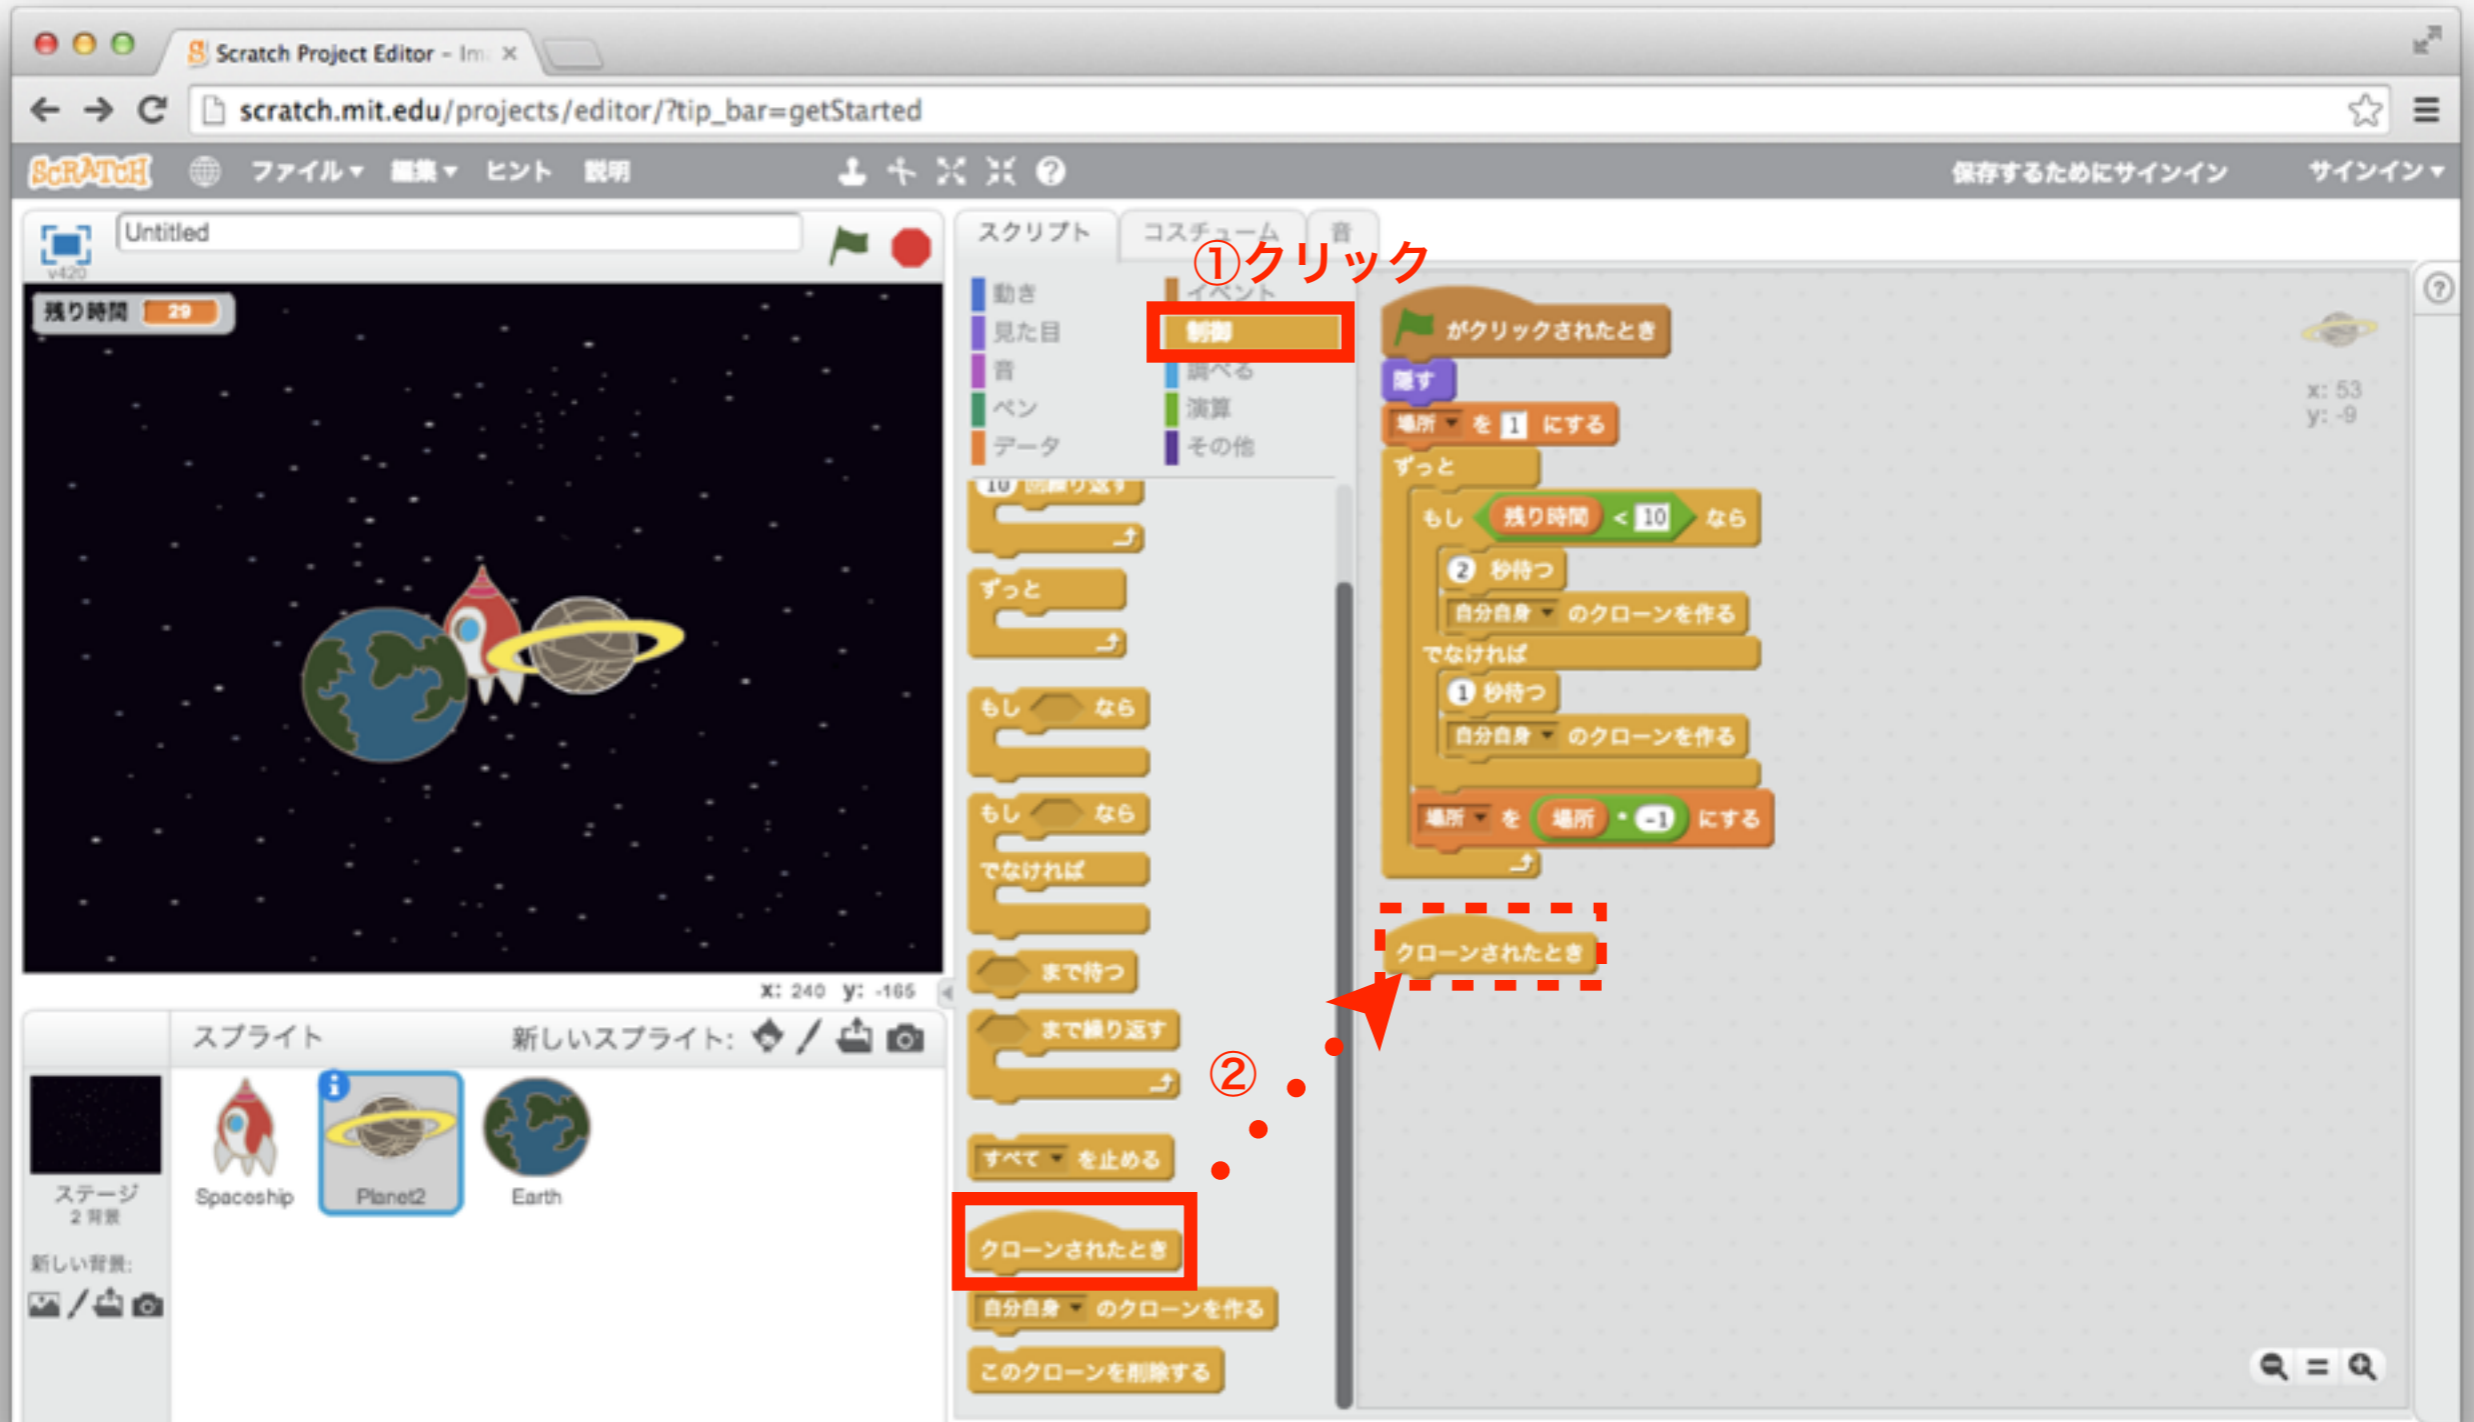 Scratch Project Editor - Im
scratch.mit.edu/projects/editor/?tip_bar=getStarted
SCRATCH ファイル 編集 ヒント 説明 保存するためにサインイン サインイン
v420
Untitled
残り時間 29
x: 240 y: -165
スプライト 新しいスプライト:
ステージ
2 背景
新しい背景:
Spaceship
Planet2
Earth
スクリプト コスチューム 音
①クリック
動き イベント
見た目 制御
音 調べる
ペン 演算
データ その他
10 回繰り返す
ずっと
もし なら
もし なら
でなければ
まで待つ
まで繰り返す
すべて を止める
クローンされたとき
自分自身 のクローンを作る
このクローンを削除する
②
がクリックされたとき
隠す
場所 を 1 にする
ずっと
もし 残り時間 < 10 なら
2 秒待つ
自分自身 のクローンを作る
でなければ
1 秒待つ
自分自身 のクローンを作る
場所 を 場所 * -1 にする
クローンされたとき
x: 53
y: -9